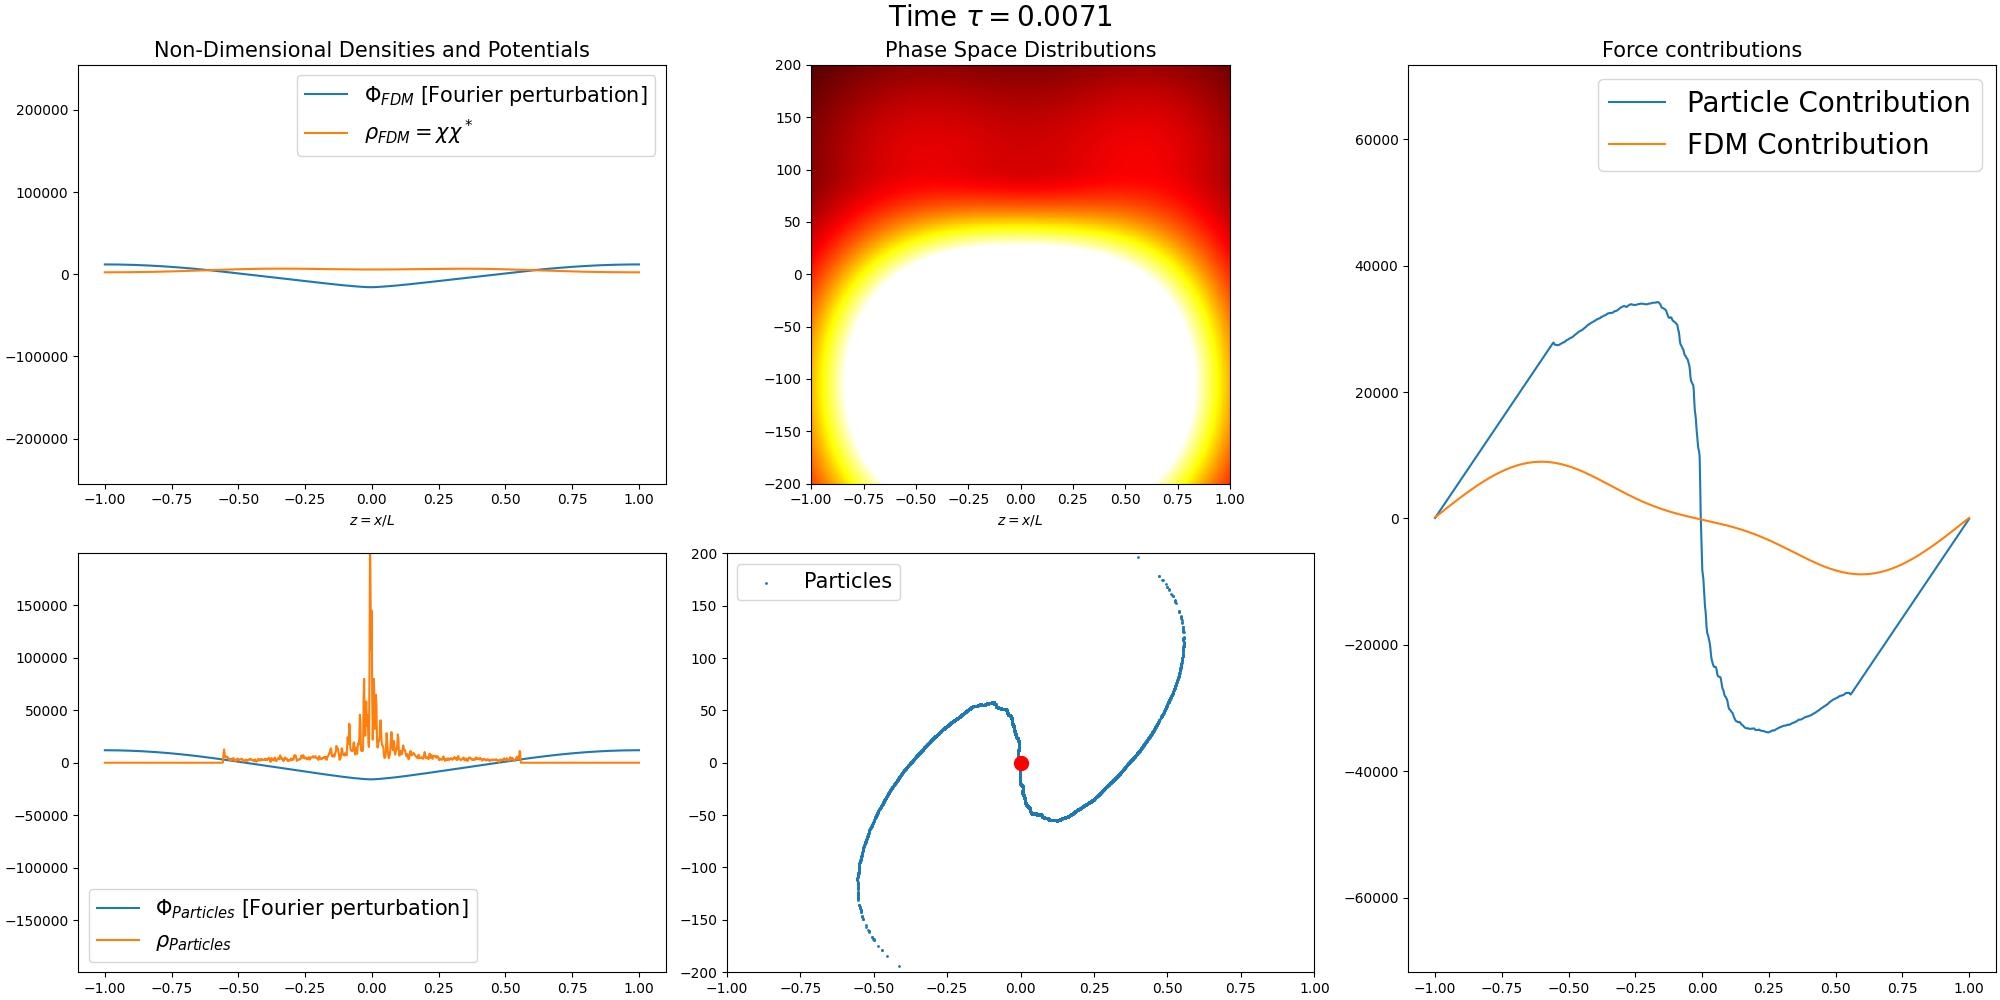 Time τ = 0.0071
Non-Dimensional Densities and Potentials
Φ_FDM [Fourier perturbation]
ρ_FDM = χχ*
200000
100000
0
−100000
−200000
−1.00 −0.75 −0.50 −0.25 0.00 0.25 0.50 0.75 1.00
z = x/L
Phase Space Distributions
200
150
100
50
0
−50
−100
−150
−200
−1.00 −0.75 −0.50 −0.25 0.00 0.25 0.50 0.75 1.00
z = x/L
Force contributions
Particle Contribution
FDM Contribution
60000
40000
20000
0
−20000
−40000
−60000
−1.00 −0.75 −0.50 −0.25 0.00 0.25 0.50 0.75 1.00
150000
100000
50000
0
−50000
−100000
−150000
Φ_Particles [Fourier perturbation]
ρ_Particles
−1.00 −0.75 −0.50 −0.25 0.00 0.25 0.50 0.75 1.00
Particles
200
150
100
50
0
−50
−100
−150
−200
−1.00 −0.75 −0.50 −0.25 0.00 0.25 0.50 0.75 1.00